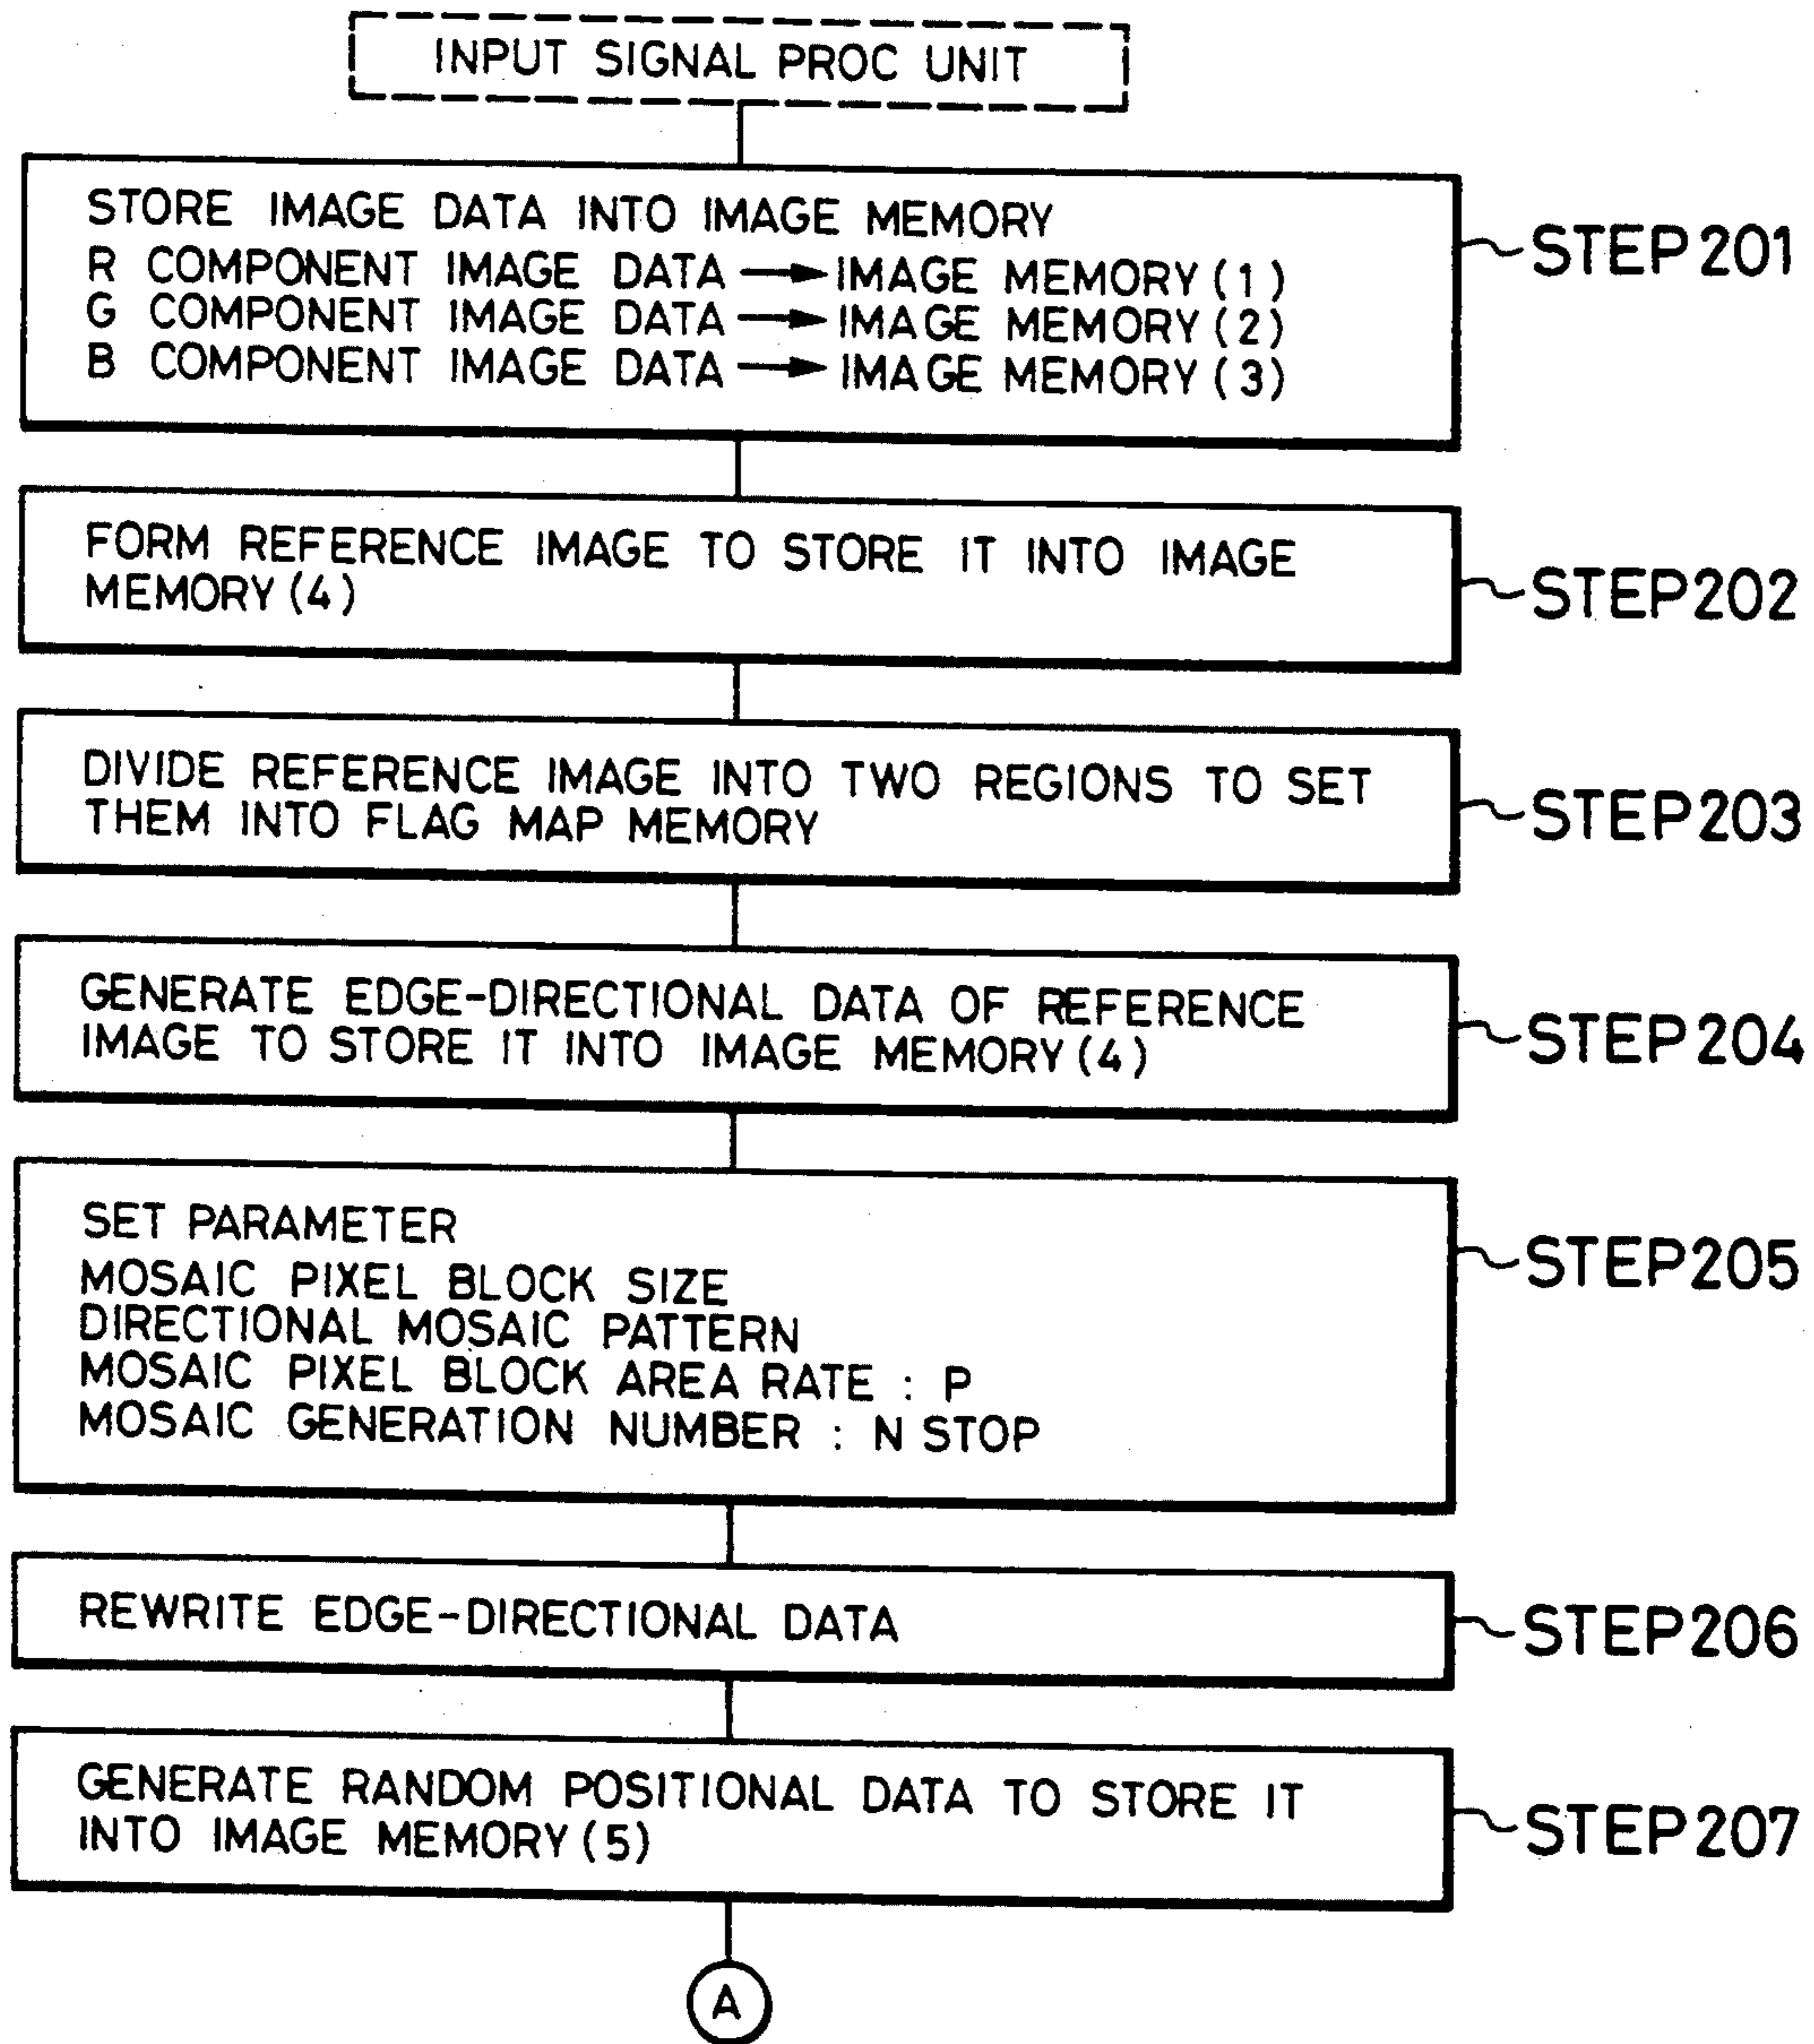 INPUT SIGNAL PROC UNIT
STORE IMAGE DATA INTO IMAGE MEMORY
R COMPONENT IMAGE DATA → IMAGE MEMORY (1)
G COMPONENT IMAGE DATA → IMAGE MEMORY (2)
B COMPONENT IMAGE DATA → IMAGE MEMORY (3)
STEP 201
FORM REFERENCE IMAGE TO STORE IT INTO IMAGE
MEMORY (4)
STEP 202
DIVIDE REFERENCE IMAGE INTO TWO REGIONS TO SET
THEM INTO FLAG MAP MEMORY
STEP 203
GENERATE EDGE-DIRECTIONAL DATA OF REFERENCE
IMAGE TO STORE IT INTO IMAGE MEMORY (4)
STEP 204
SET PARAMETER
MOSAIC PIXEL BLOCK SIZE
DIRECTIONAL MOSAIC PATTERN
MOSAIC PIXEL BLOCK AREA RATE : P
MOSAIC GENERATION NUMBER : N STOP
STEP 205
REWRITE EDGE-DIRECTIONAL DATA
STEP 206
GENERATE RANDOM POSITIONAL DATA TO STORE IT
INTO IMAGE MEMORY (5)
STEP 207
A